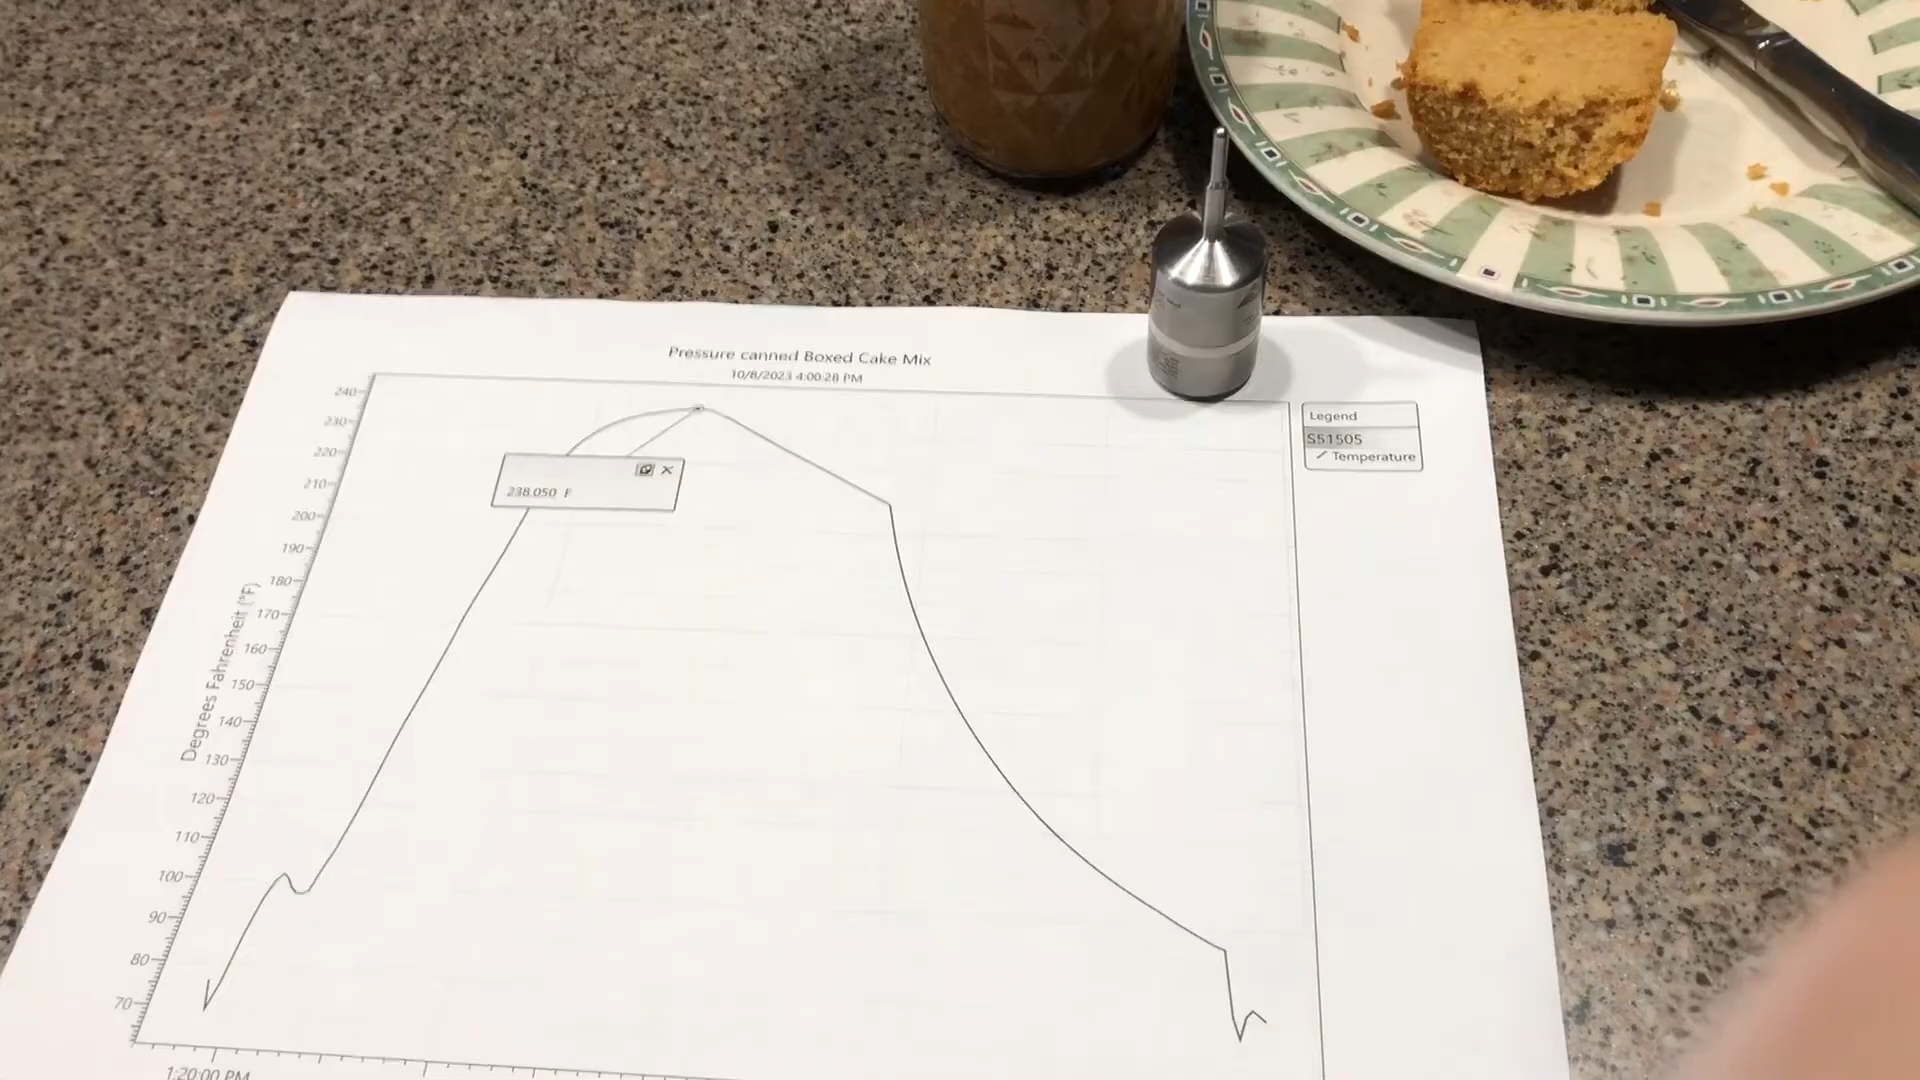 Pressure canned Boxed Cake Mix
10/8/2023 4:00:28 PM
Legend
S51505
Temperature
238.050 F
Degrees Fahrenheit (°F)
240
230
220
210
200
190
180
170
160
150
140
130
120
110
100
90
80
70
1:20:00 PM